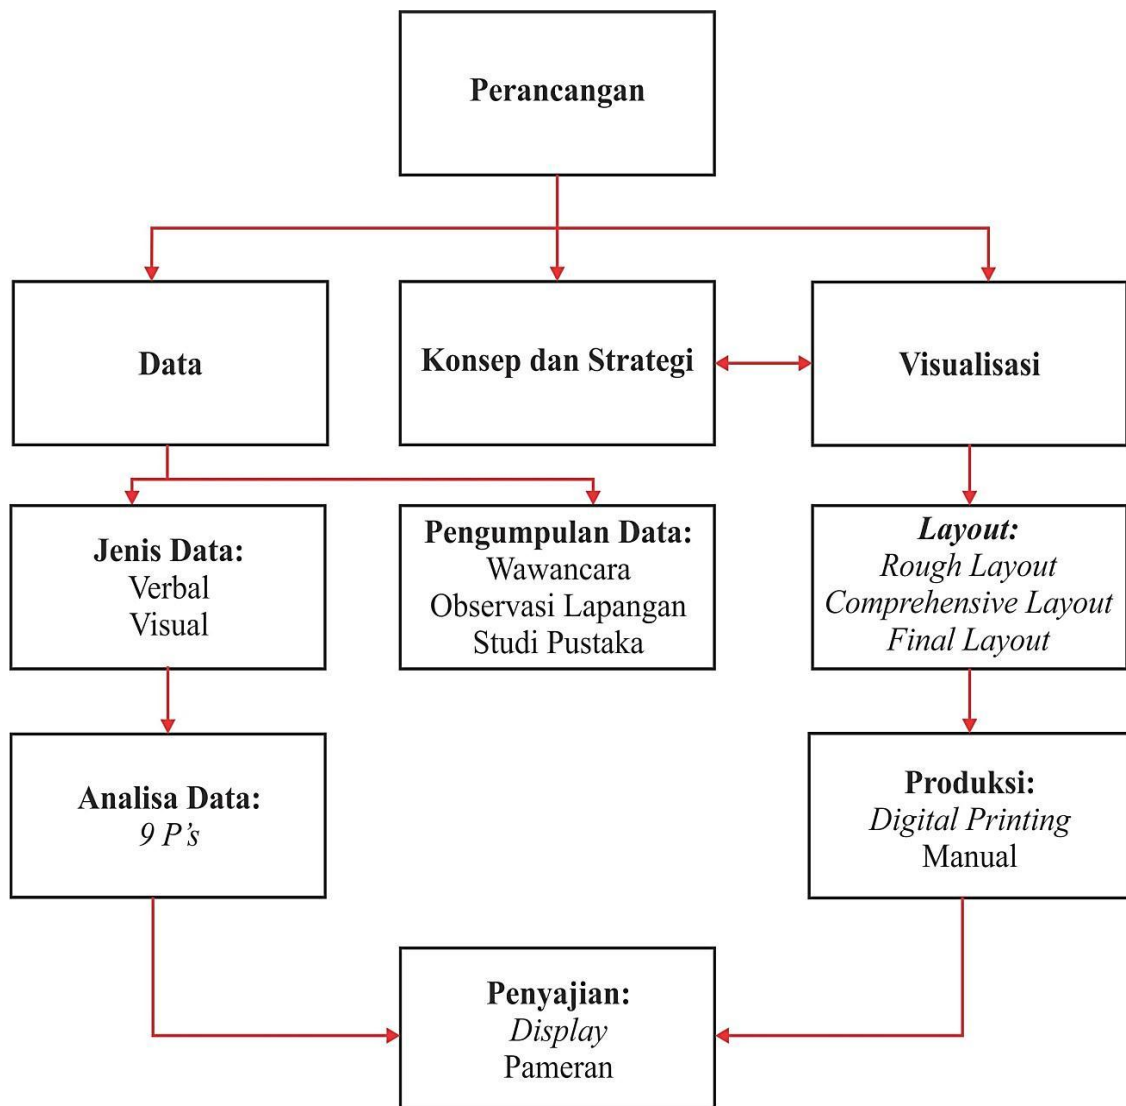 Perancangan
Data
Konsep dan Strategi
Visualisasi
Jenis Data:
Verbal
Visual
Pengumpulan Data:
Wawancara
Observasi Lapangan
Studi Pustaka
Layout:
Rough Layout
Comprehensive Layout
Final Layout
Analisa Data:
9 P’s
Produksi:
Digital Printing
Manual
Penyajian:
Display
Pameran